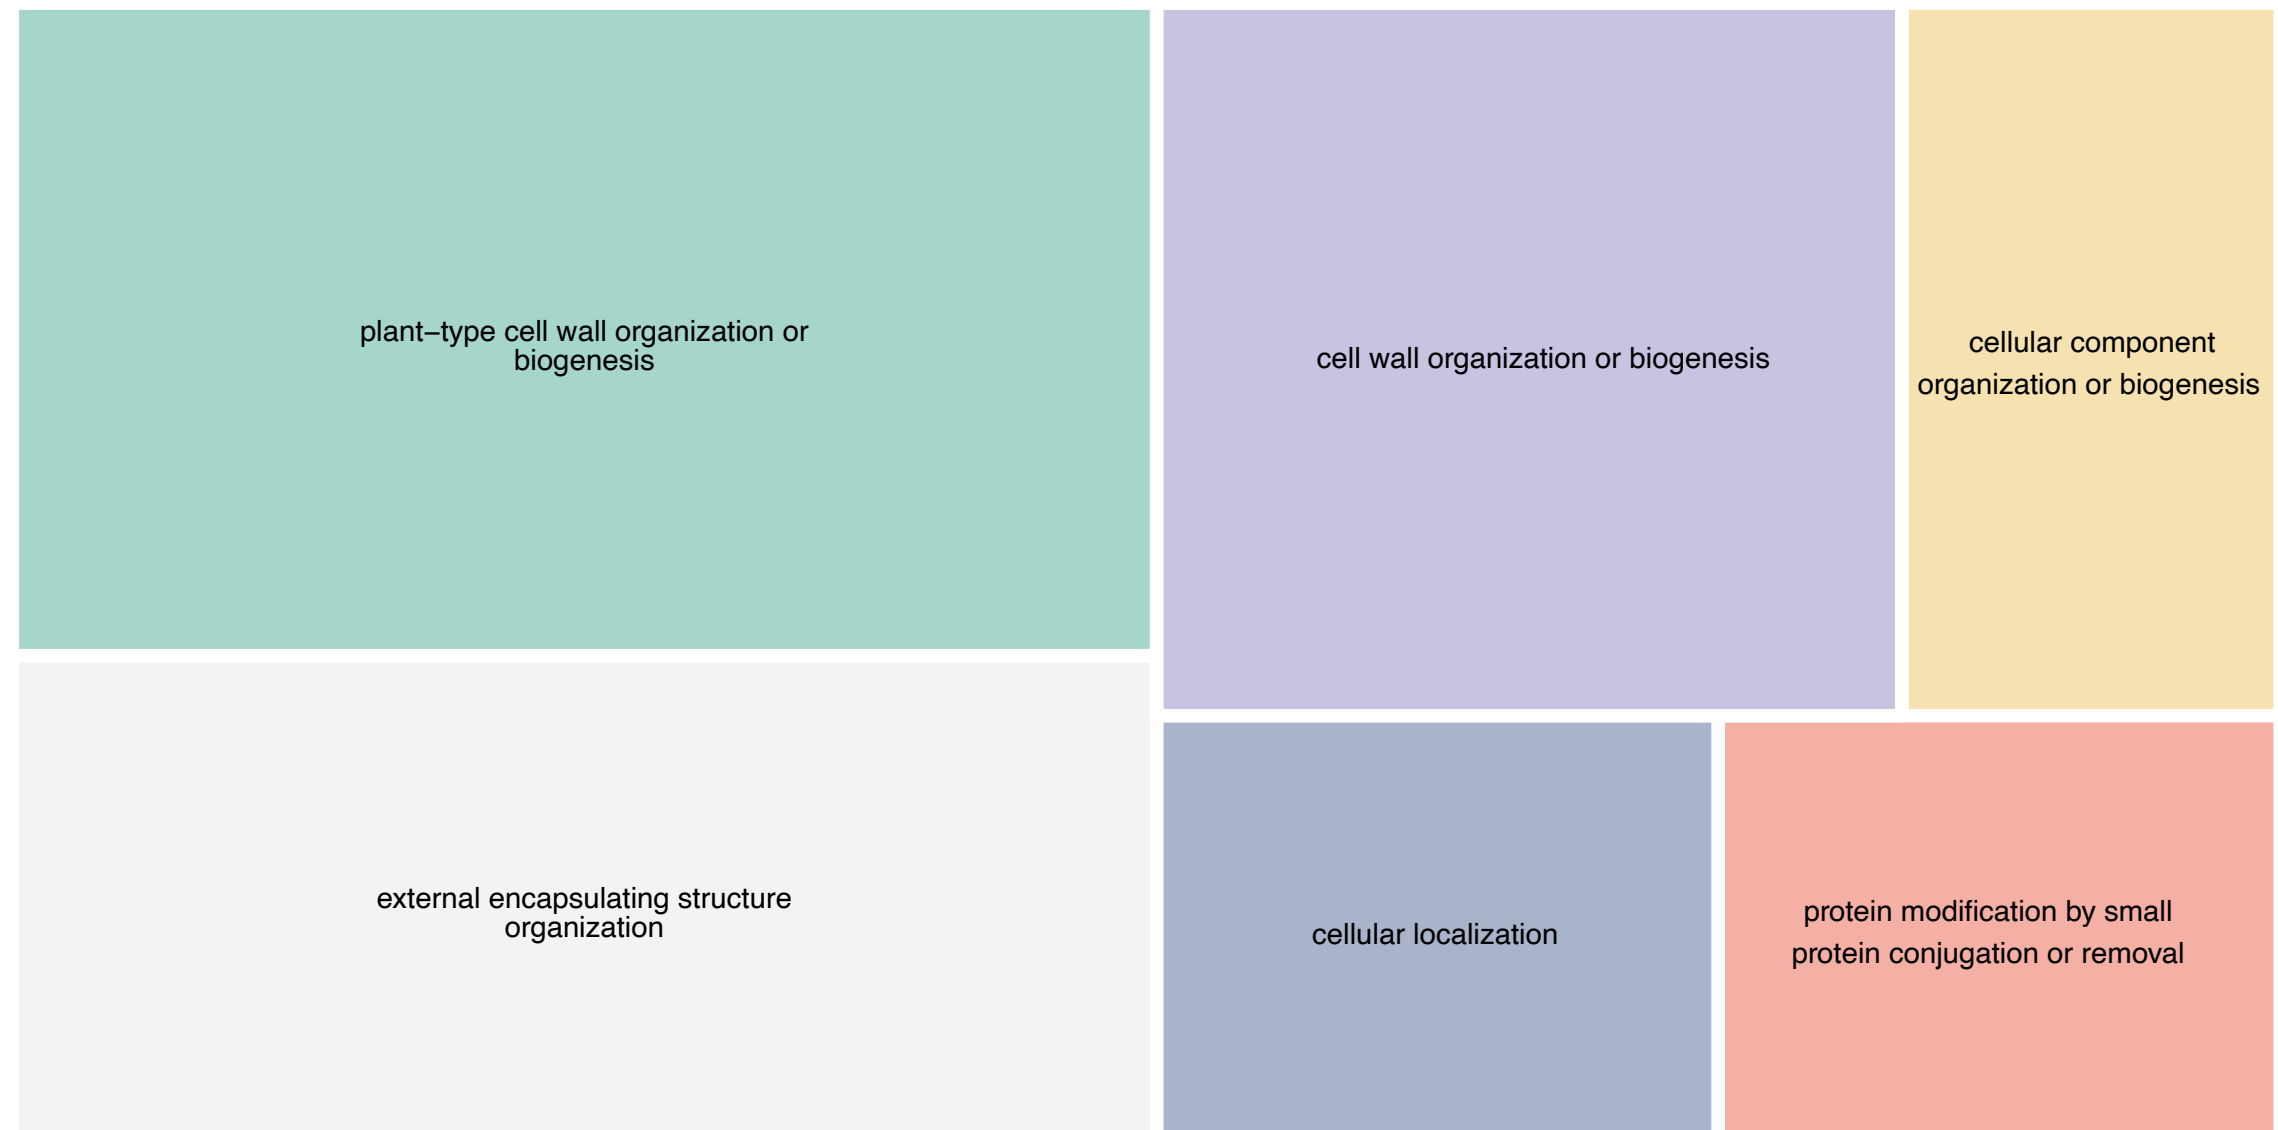 plant−type cell wall organization or
biogenesis
cell wall organization or biogenesis
cellular component
organization or biogenesis
external encapsulating structure
organization
cellular localization
protein modification by small
protein conjugation or removal